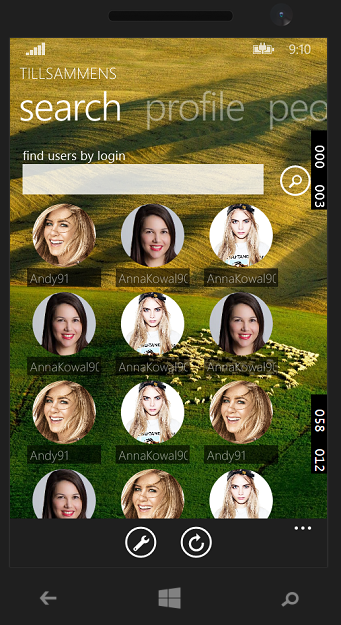 9:10
TILLSAMMENS
search profile peo
find users by login
000 003
Andy91 AnnaKowal90 AnnaKowal90
AnnaKowal90 AnnaKowal90 AnnaKowal90
Andy91 AnnaKowal90 Andy91
058 012